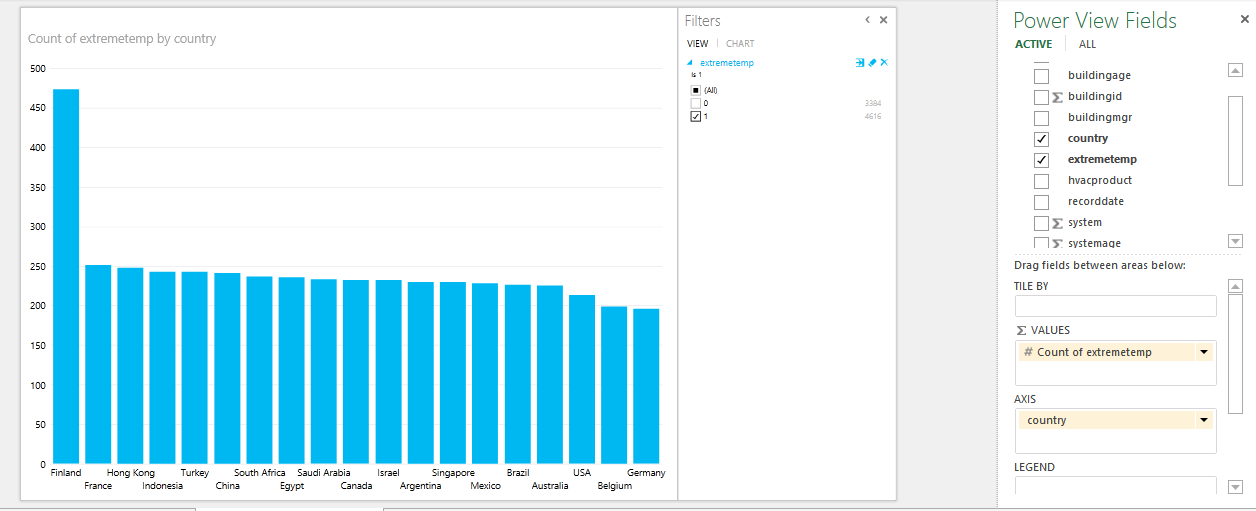 Count of extremetemp by country
500
450
400
350
300
250
200
150
100
50
0
Finland
France
Hong Kong
Indonesia
Turkey
China
South Africa
Egypt
Saudi Arabia
Canada
Israel
Argentina
Singapore
Mexico
Brazil
Australia
USA
Belgium
Germany
Filters
VIEW | CHART
extremetemp
is 1
(All)
0 3384
1 4616
Power View Fields
ACTIVE | ALL
buildingage
Σ buildingid
buildingmgr
country
extremetemp
hvacproduct
recorddate
Σ system
Σ systemage
Drag fields between areas below:
TILE BY
Σ VALUES
# Count of extremetemp
AXIS
country
LEGEND